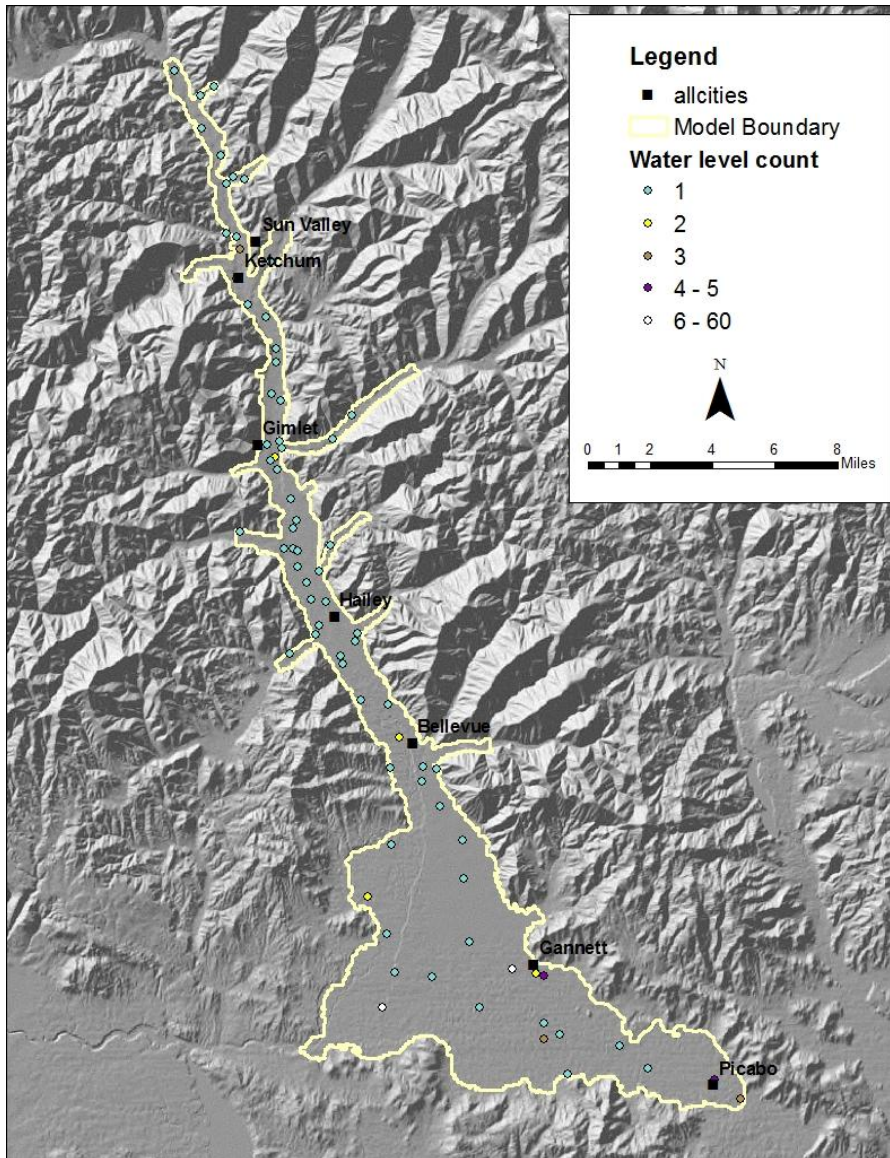 Legend
allcities
Model Boundary
Water level count
1
2
3
4 - 5
6 - 60
N
0 1 2 4 6 8
Miles
Sun Valley
Ketchum
Gimlet
Hailey
Bellevue
Gannett
Picabo